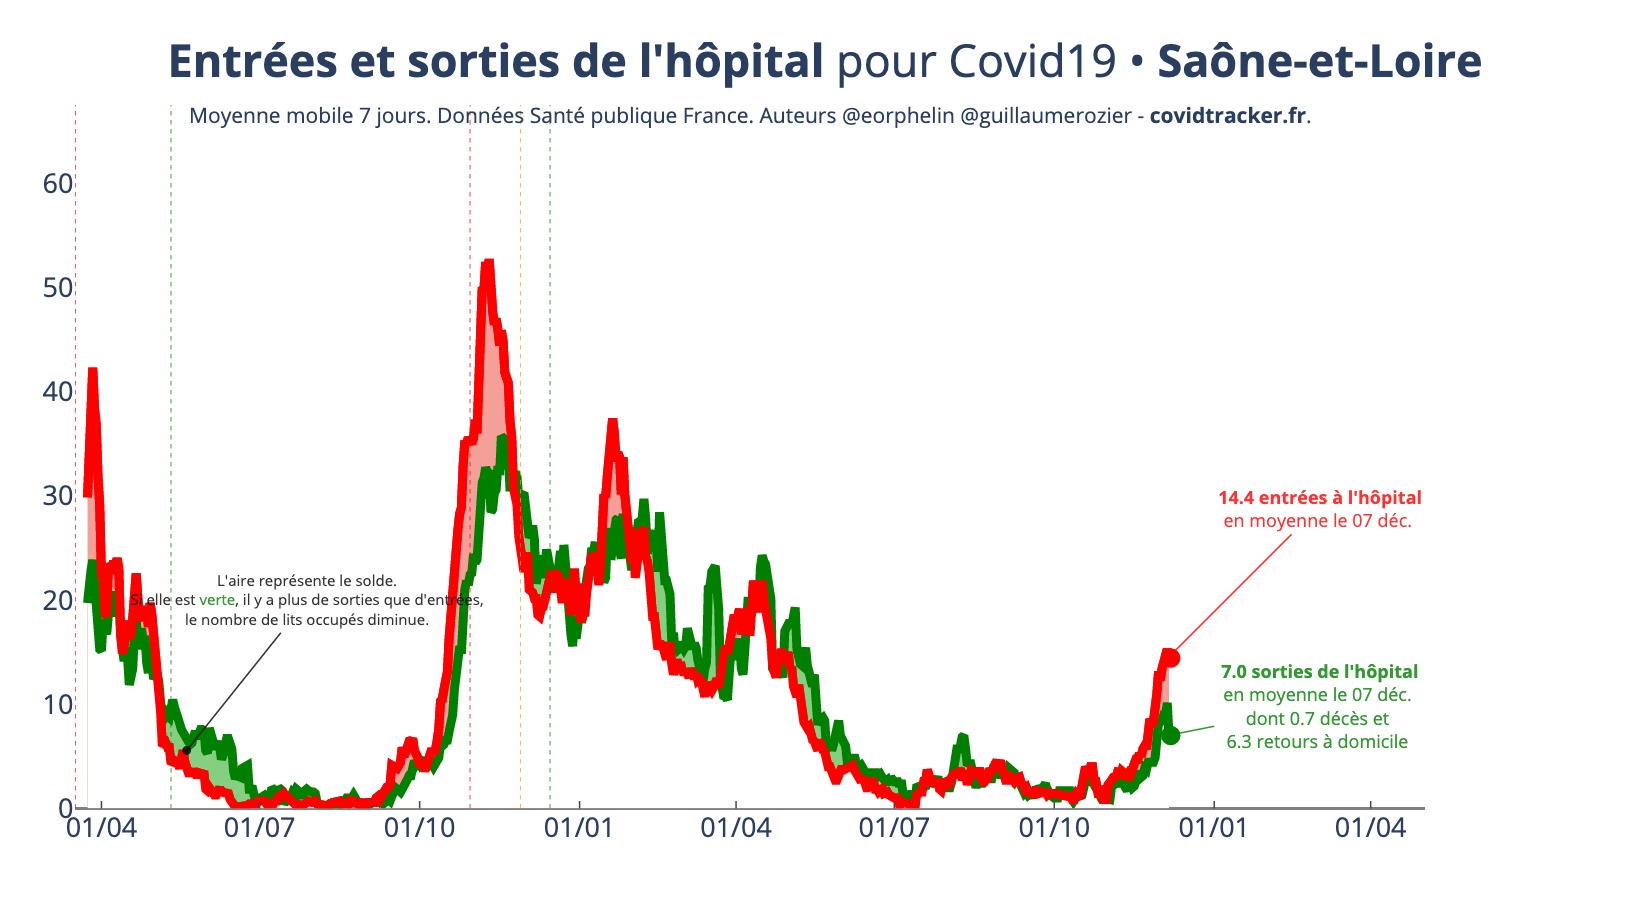 Entrées et sorties de l'hôpital pour Covid19 • Saône-et-Loire
Moyenne mobile 7 jours. Données Santé publique France. Auteurs @eorphelin @guillaumerozier - covidtracker.fr.
60
50
40
30
20
10
0
14.4 entrées à l'hôpital
en moyenne le 07 déc.
L'aire représente le solde.
Si elle est verte, il y a plus de sorties que d'entrées,
le nombre de lits occupés diminue.
7.0 sorties de l'hôpital
en moyenne le 07 déc.
dont 0.7 décès et
6.3 retours à domicile
01/04 01/07 01/10 01/01 01/04 01/07 01/10 01/01 01/04